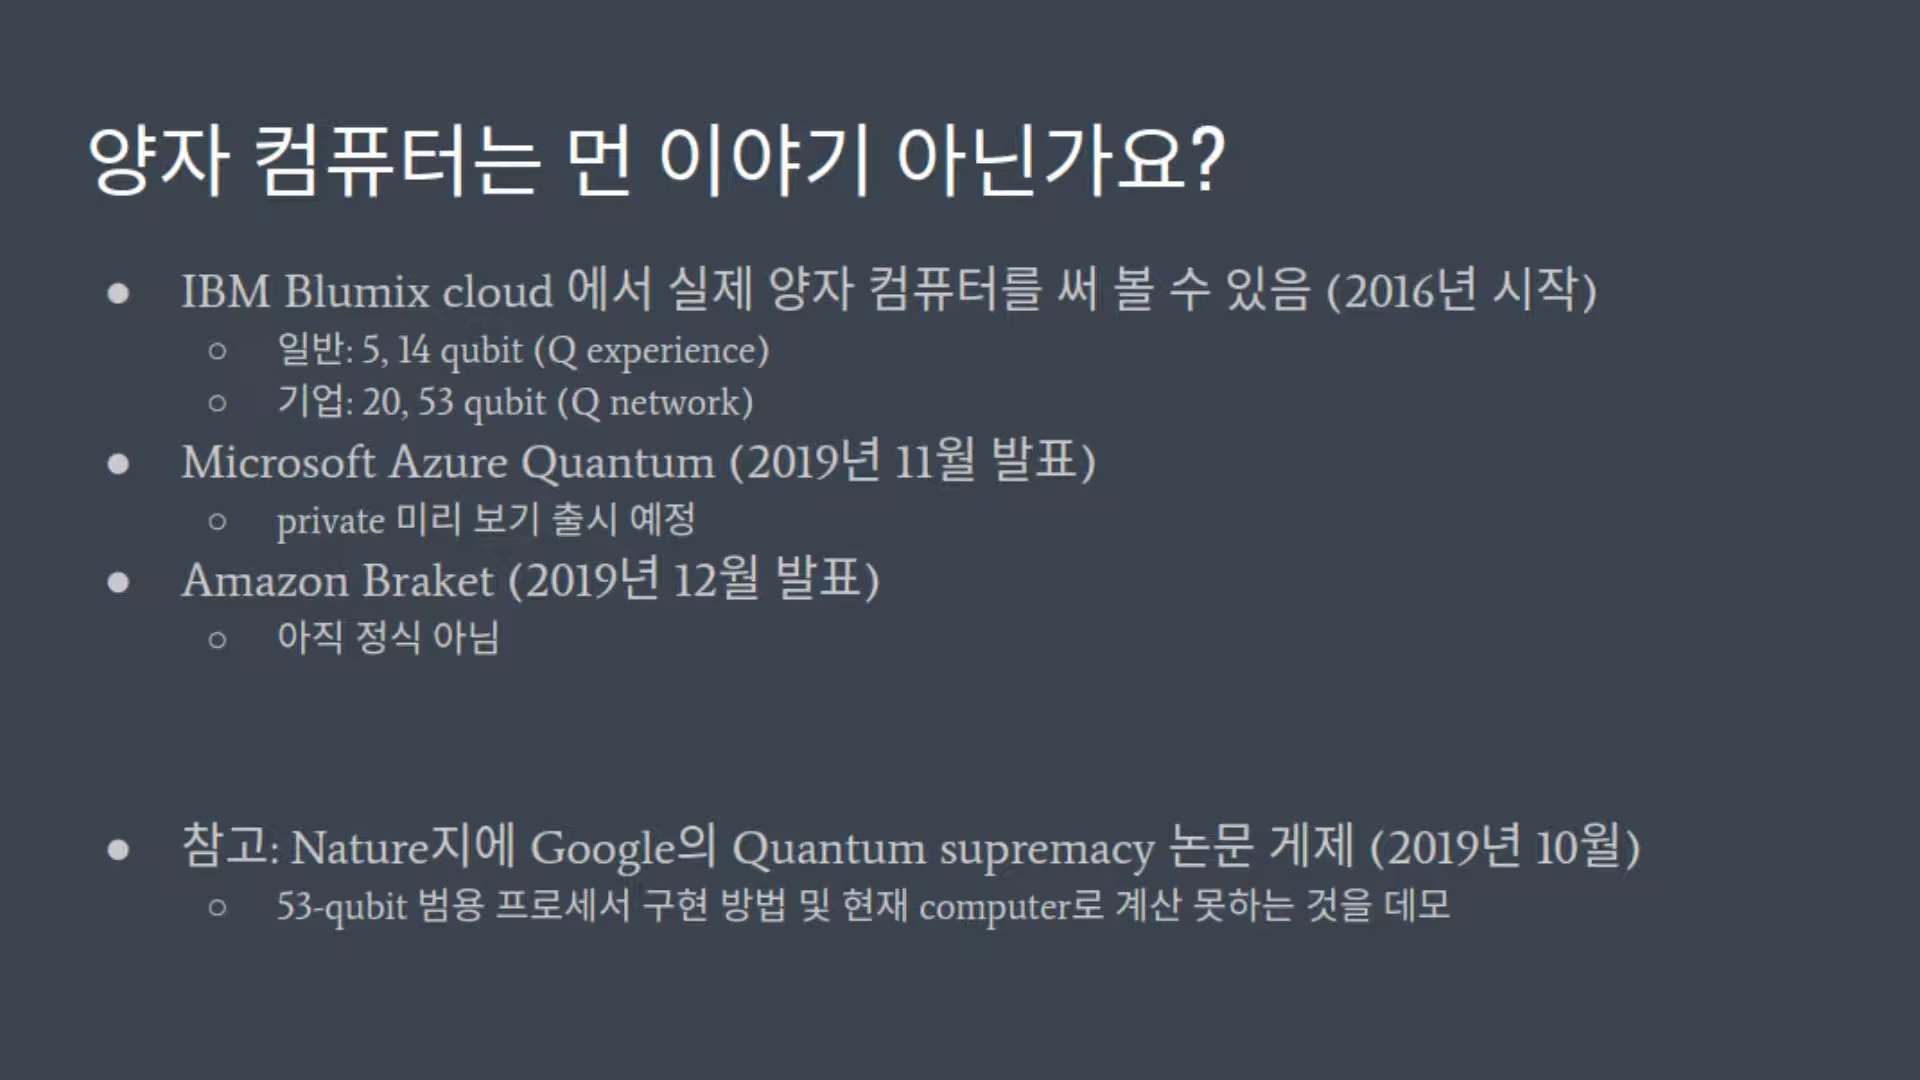 양자 컴퓨터는 먼 이야기 아닌가요?
● IBM Blumix cloud 에서 실제 양자 컴퓨터를 써 볼 수 있음 (2016년 시작)
○ 일반: 5, 14 qubit (Q experience)
○ 기업: 20, 53 qubit (Q network)
● Microsoft Azure Quantum (2019년 11월 발표)
○ private 미리 보기 출시 예정
● Amazon Braket (2019년 12월 발표)
○ 아직 정식 아님
● 참고: Nature지에 Google의 Quantum supremacy 논문 게제 (2019년 10월)
○ 53-qubit 범용 프로세서 구현 방법 및 현재 computer로 계산 못하는 것을 데모